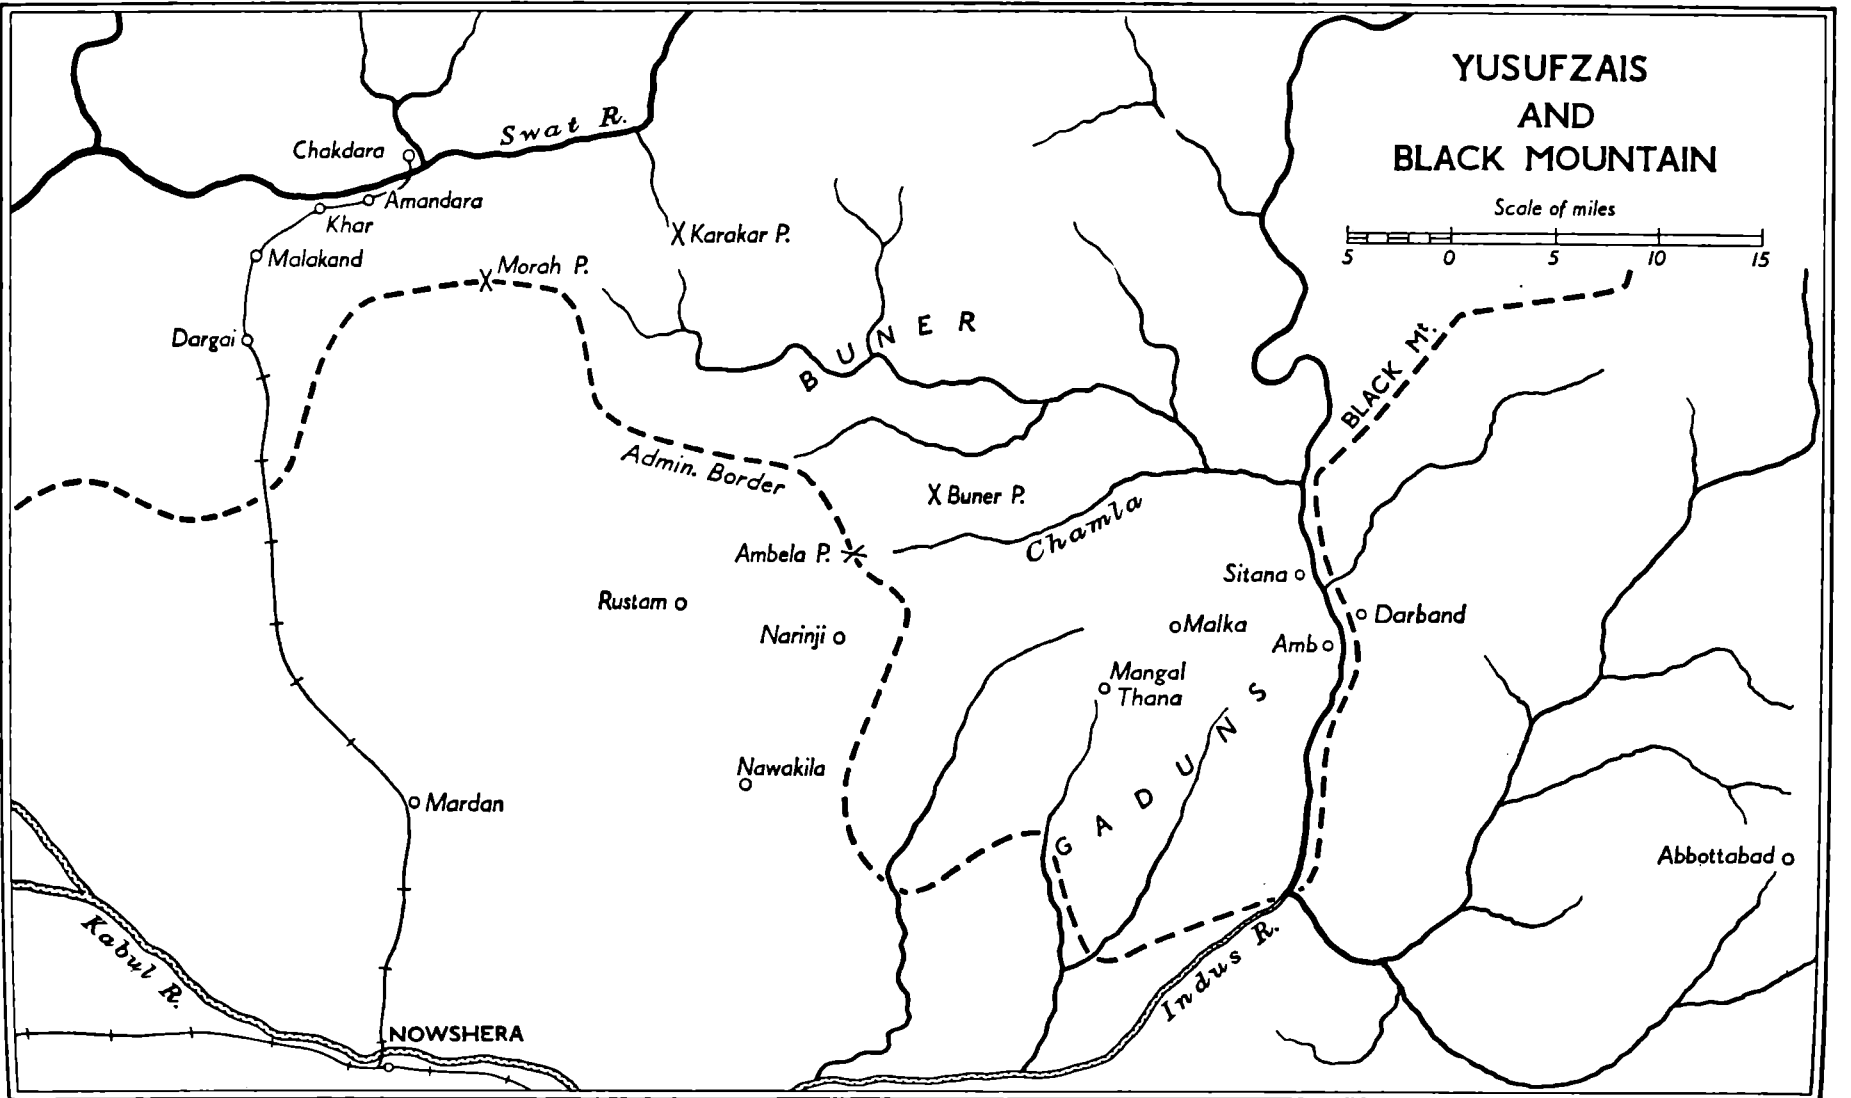 YUSUFZAIS
AND
BLACK MOUNTAIN
Scale of miles
5 0 5 10 15
Swat R.
Chakdara
Amandara
Khar
Malakand
Karakar P.
Morah P.
Dargai
BUNER
BLACK Mt.
Admin. Border
Buner P.
Chamla
Ambela P.
Sitana
Rustam
Darband
Narinji
Malka
Amb
Mangal
Thana
GADUNS
Nawakila
Mardan
Abbottabad
Kabul R.
Indus R.
NOWSHERA